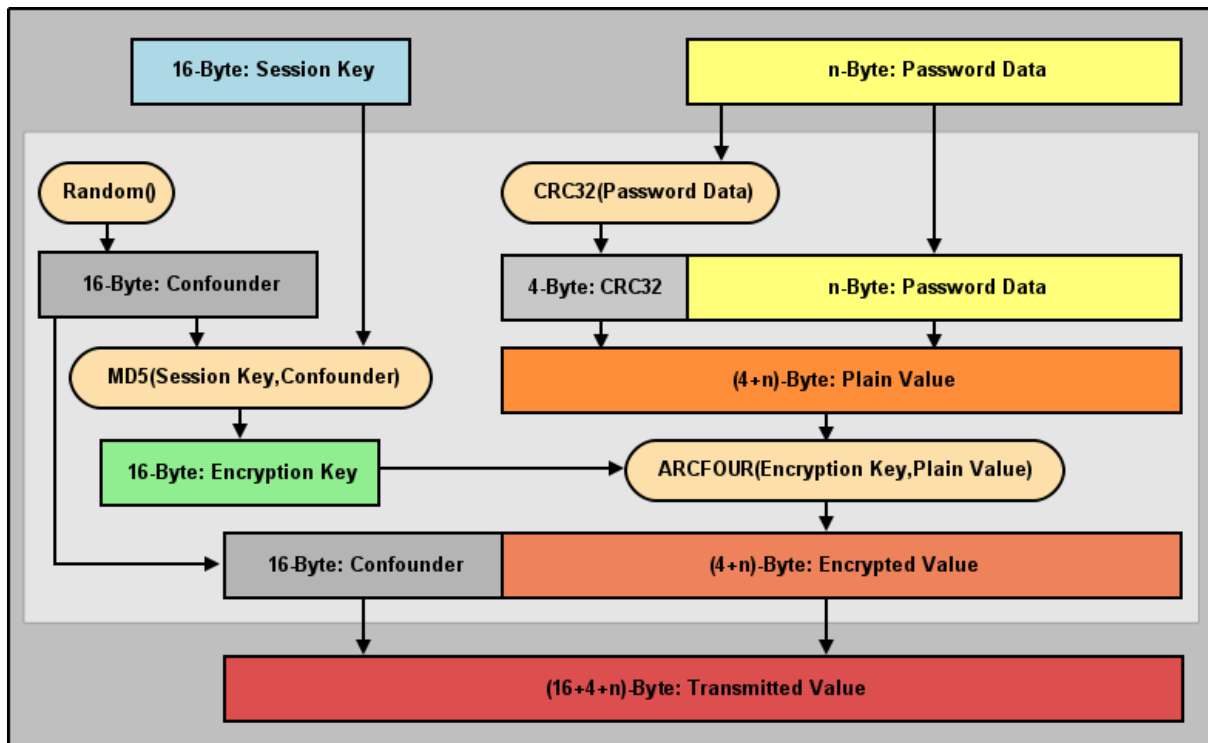 16-Byte: Session Key
n-Byte: Password Data
Random()
CRC32(Password Data)
16-Byte: Confounder
4-Byte: CRC32
n-Byte: Password Data
MD5(Session Key,Confounder)
(4+n)-Byte: Plain Value
16-Byte: Encryption Key
ARCFOUR(Encryption Key,Plain Value)
16-Byte: Confounder
(4+n)-Byte: Encrypted Value
(16+4+n)-Byte: Transmitted Value